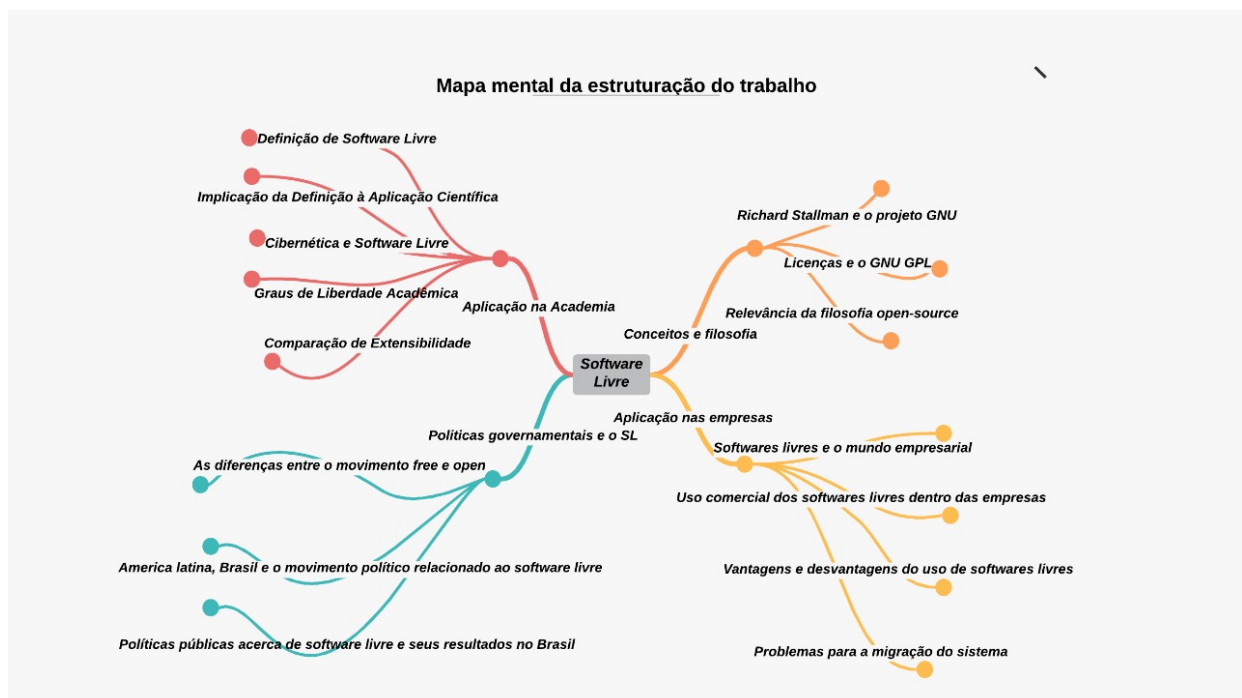 Mapa mental da estruturação do trabalho
Definição de Software Livre
Implicação da Definição à Aplicação Científica
Cibernética e Software Livre
Graus de Liberdade Acadêmica
Comparação de Extensibilidade
Aplicação na Academia
Richard Stallman e o projeto GNU
Licenças e o GNU GPL
Relevância da filosofia open-source
Conceitos e filosofia
Software
Livre
Aplicação nas empresas
Softwares livres e o mundo empresarial
Uso comercial dos softwares livres dentro das empresas
Vantagens e desvantagens do uso de softwares livres
Problemas para a migração do sistema
Politicas governamentais e o SL
As diferenças entre o movimento free e open
America latina, Brasil e o movimento político relacionado ao software livre
Políticas públicas acerca de software livre e seus resultados no Brasil